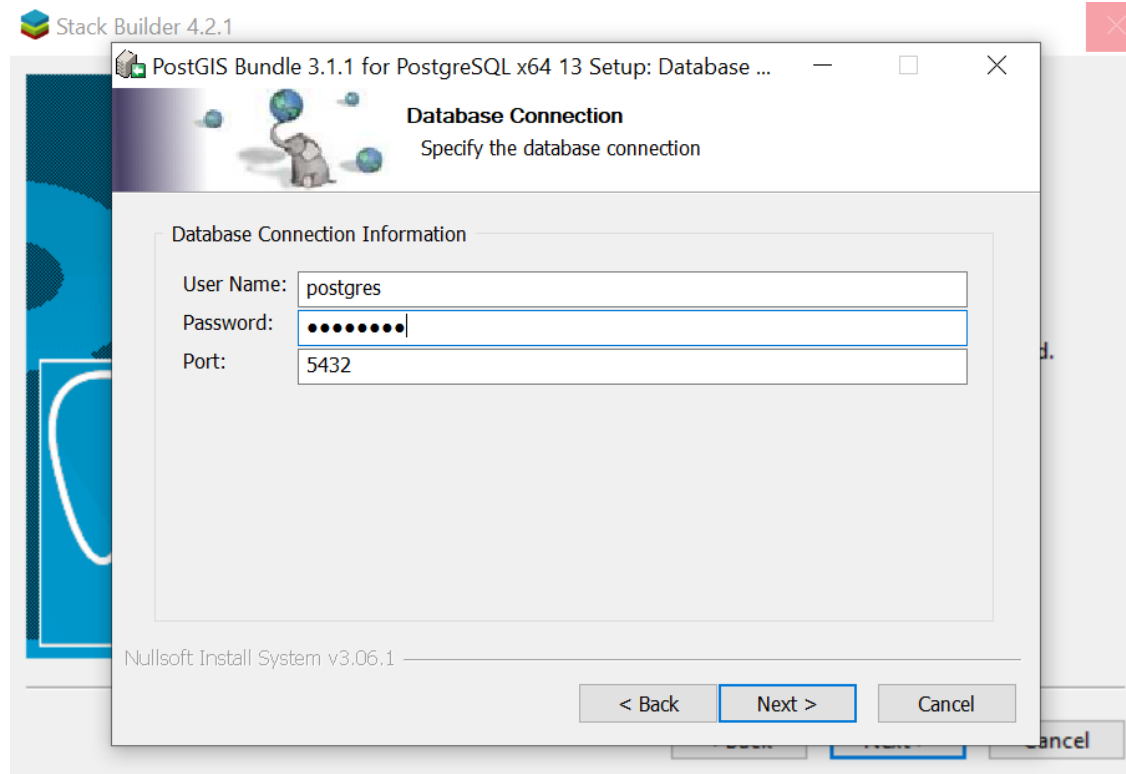 Stack Builder 4.2.1
PostGIS Bundle 3.1.1 for PostgreSQL x64 13 Setup: Database ...
Database Connection
Specify the database connection
Database Connection Information
User Name: postgres
Password: ●●●●●●●●
Port: 5432
d.
Nullsoft Install System v3.06.1
< Back Next > Cancel
Cancel